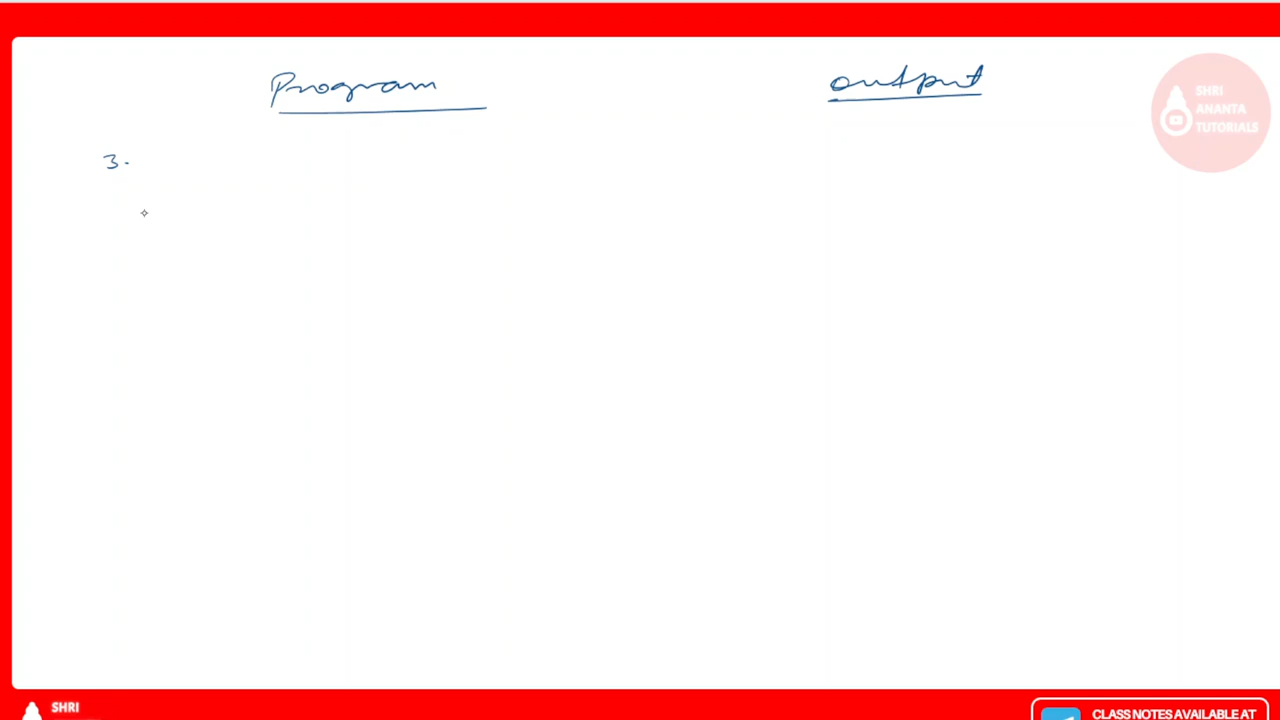 Program output
SHRI
ANANTA
TUTORIALS
3.
SHRI
CLASS NOTES AVAILABLE AT